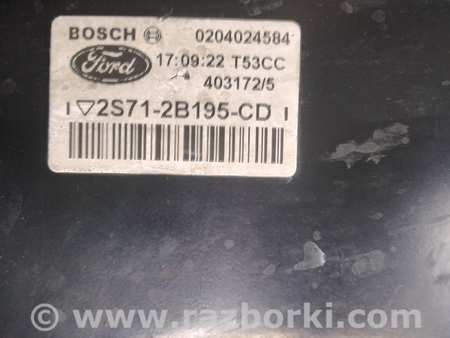 BOSCH 0204024584
Ford 17:09:22 T53CC
403172/5
2S71-2B195-CD
© www.razborki.com